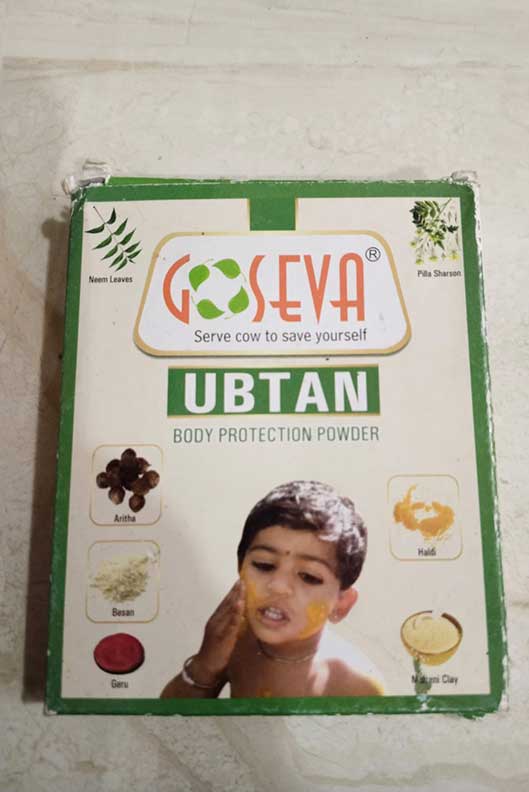 Neem Leaves
Pilla Sharson
GOSEVA®
Serve cow to save yourself
UBTAN
BODY PROTECTION POWDER
Aritha
Haldi
Besan
Garu
Multani Clay